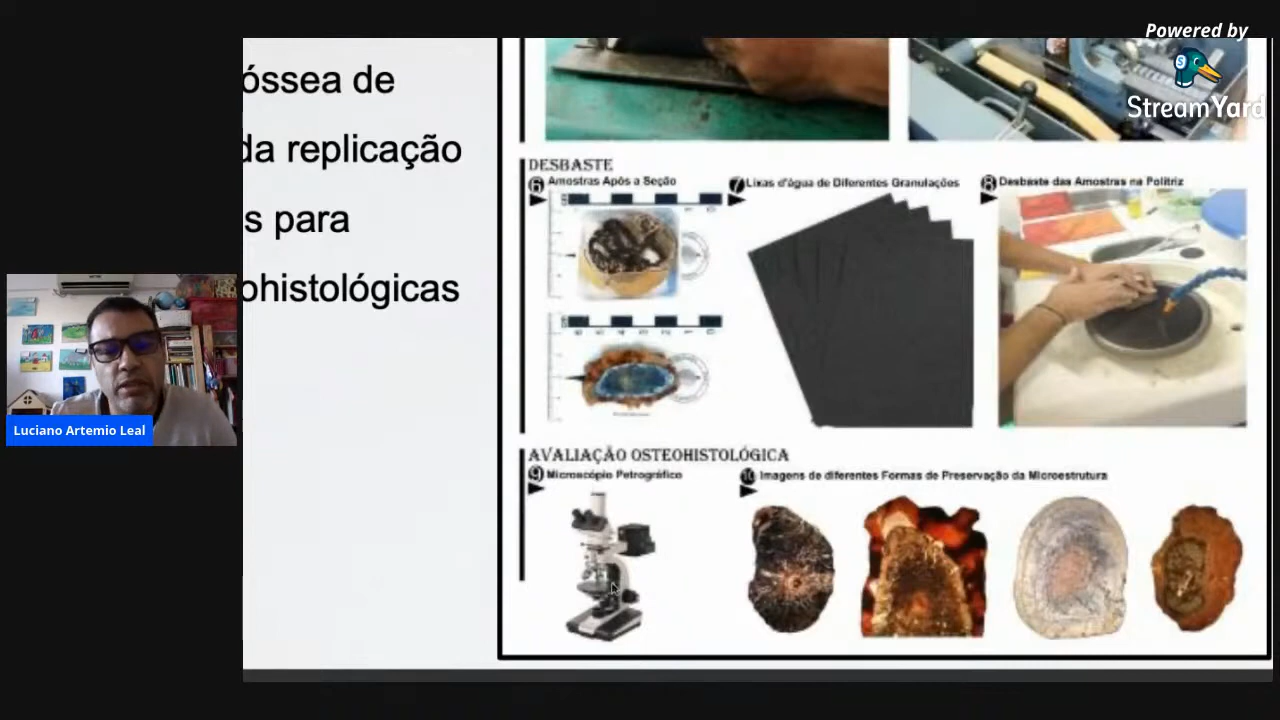 Powered by
StreamYard
óssea de
da replicação
s para
ohistológicas
DESBASTE
6 Amostras Após a Seção
7 Lixas d'água de Diferentes Granulações
8 Desbaste das Amostras na Politriz
AVALIAÇÃO OSTEOHISTOLÓGICA
9 Microscópio Petrográfico
10 Imagens de diferentes Formas de Preservação da Microestrutura
Luciano Artemio Leal